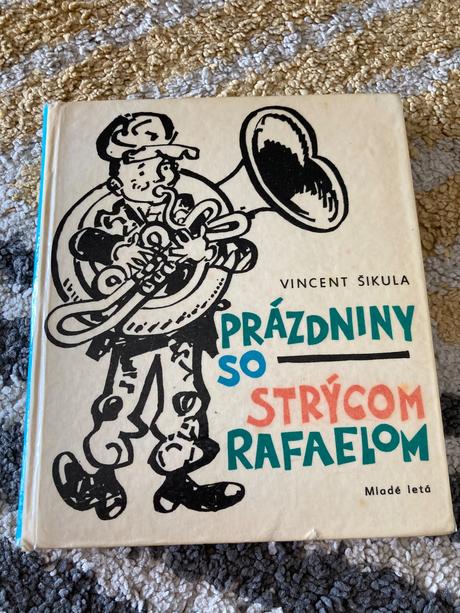 VINCENT ŠIKULA
PRÁZDNINY
SO
STRÝCOM
RAFAELOM
Mladé letá